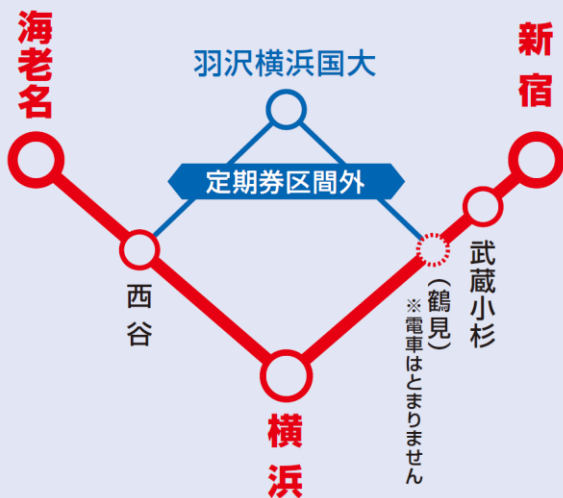 海老名
羽沢横浜国大
新宿
定期券区間外
西谷
武蔵小杉
（鶴見）
※電車はとまりません
横浜